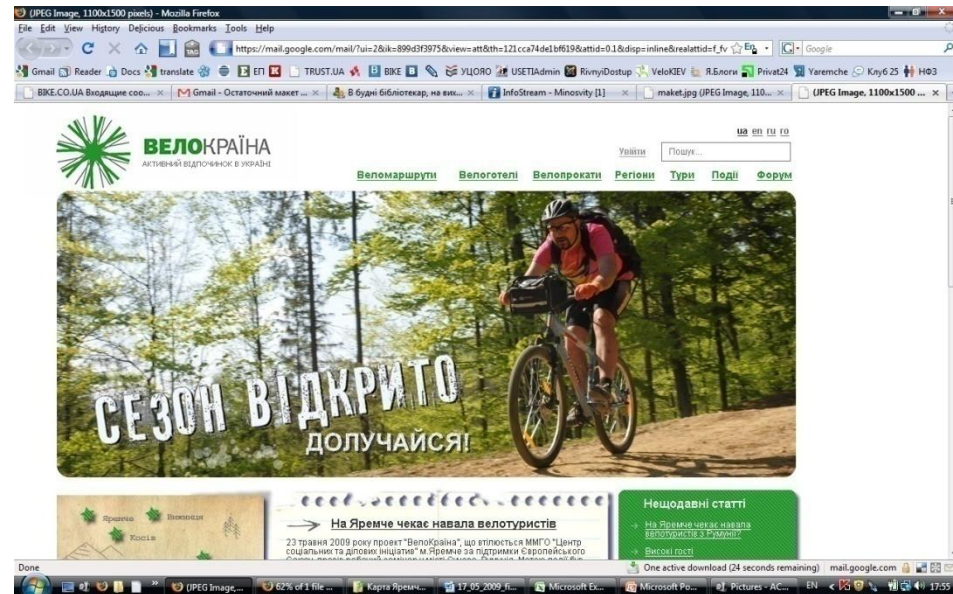 (JPEG Image, 1100x1500 pixels) - Mozilla Firefox
File Edit View History Delicious Bookmarks Tools Help
https://mail.google.com/mail/?ui=2&ik=899d3f3975&view=att&th=121cca74de1bf619&attid=0.1&disp=inline&realattid=f_fv Google
Gmail Reader Docs translate ЕП TRUST.UA BIKE УЦОЯО USETIAdmin RivnyiDostup VeloKIEV Я.Блоги Privat24 Yaremche Клуб 25 НФЗ
BIKE.CO.UA Входящие соо... Gmail - Остаточний макет ... В будні бібліотекар, на вих... InfoStream - Minosvity [1] maket.jpg (JPEG Image, 110... (JPEG Image, 1100x1500 ...
ua en ru ro
ВЕЛОКРАЇНА
АКТИВНИЙ ВІДПОЧИНОК В УКРАЇНІ
Увійти Пошук...
Веломаршрути Велоготелі Велопрокати Регіони Тури Події Форум
СЕЗОН ВІДКРИТО
ДОЛУЧАЙСЯ!
Яремча
Косів
На Яремче чекає навала велотуристів
23 травня 2009 року проект "ВелоКраїна", що втілюється ММГО "Центр
соціальних та ділових ініціатив" м.Яремче за підтримки Європейського
Нещодавні статті
На Яремче чекає навала
велотуристів з Румунії?
Високі гості
Done One active download (24 seconds remaining) mail.google.com
(JPEG Image,... 62% of 1 file ... Карта Яремч... 17_05_2009_fi... Microsoft Ex... Microsoft Po... Pictures - AC... EN 17:55